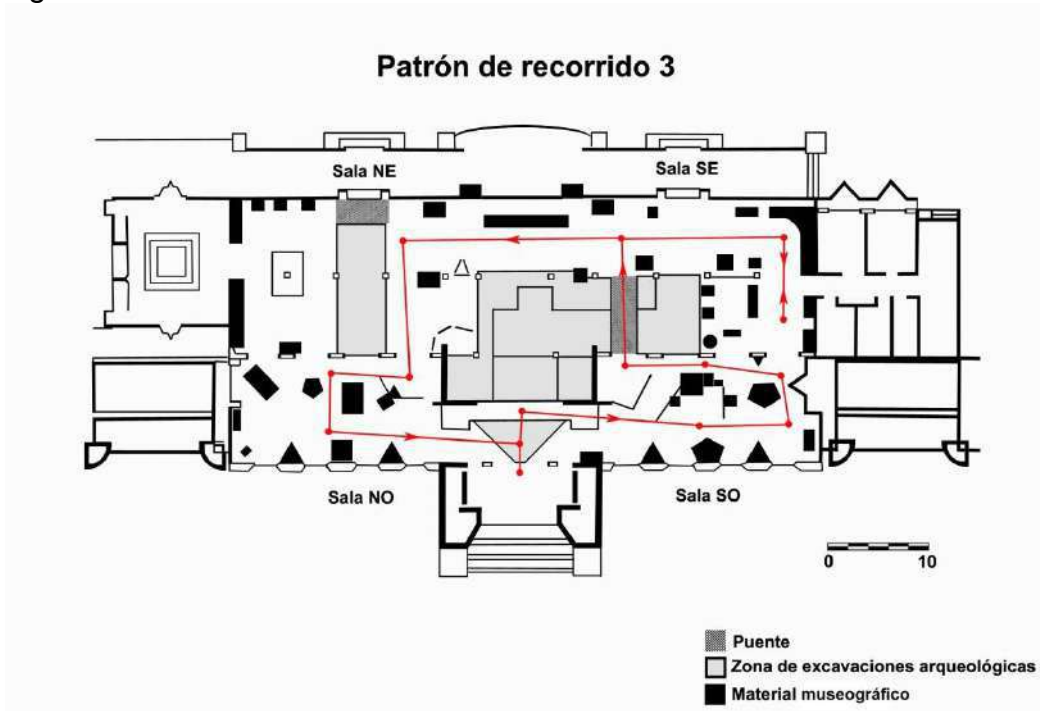 Patrón de recorrido 3
Sala NE
Sala SE
Sala NO
Sala SO
0 10
Puente
Zona de excavaciones arqueológicas
Material museográfico